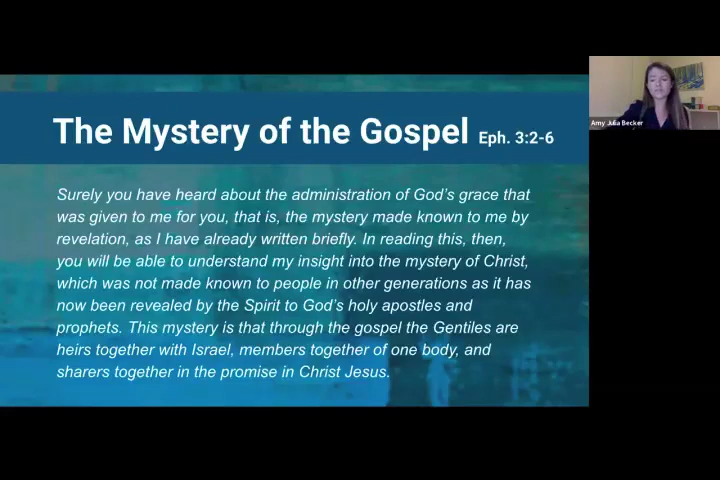 The Mystery of the Gospel Eph. 3:2-6
Surely you have heard about the administration of God's grace that
was given to me for you, that is, the mystery made known to me by
revelation, as I have already written briefly. In reading this, then,
you will be able to understand my insight into the mystery of Christ,
which was not made known to people in other generations as it has
now been revealed by the Spirit to God's holy apostles and
prophets. This mystery is that through the gospel the Gentiles are
heirs together with Israel, members together of one body, and
sharers together in the promise in Christ Jesus.
Amy Julia Becker